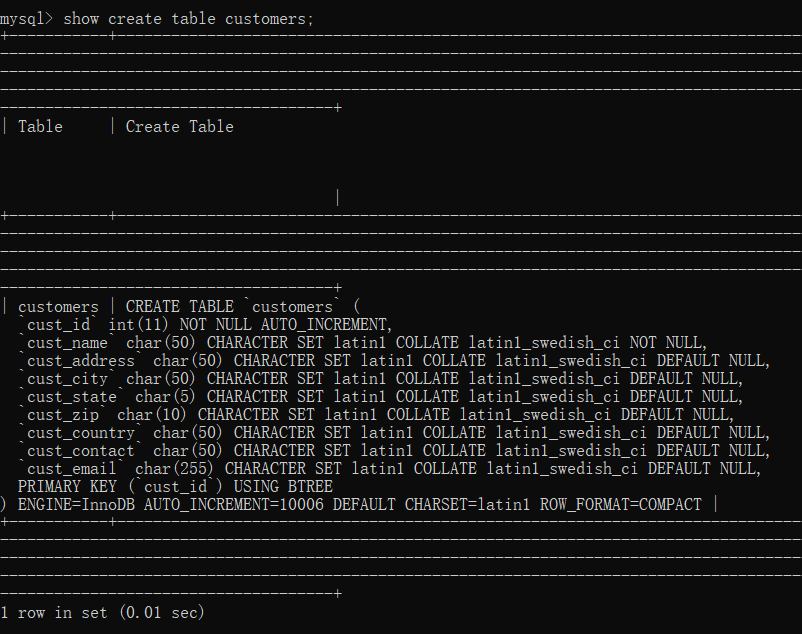 mysql> show create table customers;
+-----------+------------------------------------------------------------------------------
-----------------------------------------------------------------------------------------
-----------------------------------------------------------------------------------------
-----------------------------------------------------------------------------------------
-------------------------------------+
| Table     | Create Table
|
+-----------+------------------------------------------------------------------------------
-----------------------------------------------------------------------------------------
-----------------------------------------------------------------------------------------
-----------------------------------------------------------------------------------------
-------------------------------------+
| customers | CREATE TABLE `customers` (
  `cust_id` int(11) NOT NULL AUTO_INCREMENT,
  `cust_name` char(50) CHARACTER SET latin1 COLLATE latin1_swedish_ci NOT NULL,
  `cust_address` char(50) CHARACTER SET latin1 COLLATE latin1_swedish_ci DEFAULT NULL,
  `cust_city` char(50) CHARACTER SET latin1 COLLATE latin1_swedish_ci DEFAULT NULL,
  `cust_state` char(5) CHARACTER SET latin1 COLLATE latin1_swedish_ci DEFAULT NULL,
  `cust_zip` char(10) CHARACTER SET latin1 COLLATE latin1_swedish_ci DEFAULT NULL,
  `cust_country` char(50) CHARACTER SET latin1 COLLATE latin1_swedish_ci DEFAULT NULL,
  `cust_contact` char(50) CHARACTER SET latin1 COLLATE latin1_swedish_ci DEFAULT NULL,
  `cust_email` char(255) CHARACTER SET latin1 COLLATE latin1_swedish_ci DEFAULT NULL,
  PRIMARY KEY (`cust_id`) USING BTREE
) ENGINE=InnoDB AUTO_INCREMENT=10006 DEFAULT CHARSET=latin1 ROW_FORMAT=COMPACT |
+-----------+------------------------------------------------------------------------------
-----------------------------------------------------------------------------------------
-----------------------------------------------------------------------------------------
-----------------------------------------------------------------------------------------
-------------------------------------+
1 row in set (0.01 sec)